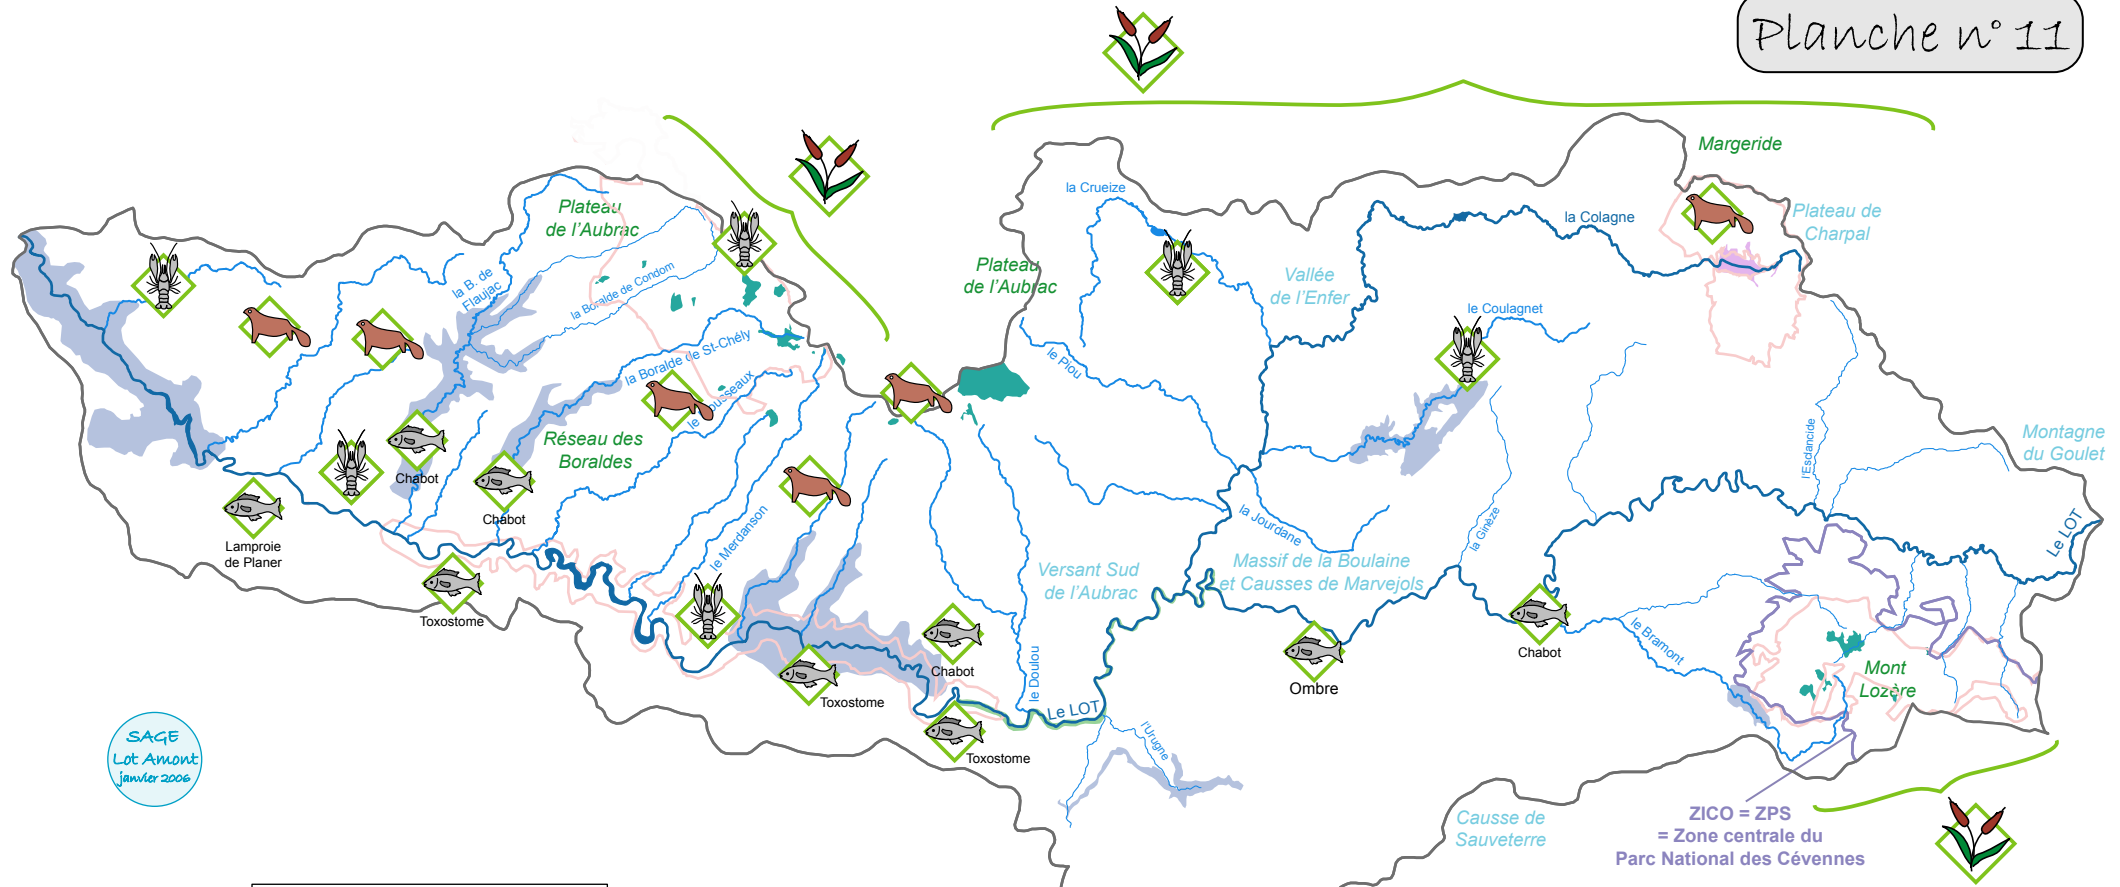 Planche n° 11
Margeride
Plateau de
Charpal
la Crueize
la Colagne
Plateau
de l'Aubrac
Plateau
de l'Aubrac
Vallée
de l'Enfer
la B. de
Flaujac
la Boralde de Condom
le Coulagnet
la Boralde de St-Chély
le Piou
le
ousseaux
l'Esdancide
Montagne
du Goulet
Réseau des
Boraldes
Chabot
Chabot
Lamproie
de Planer
le Merdanson
la Jourdane
la Ginèze
Le LOT
Massif de la Boulaine
et Causses de Marvejols
Versant Sud
de l'Aubrac
Toxostome
le Bramont
Chabot
Chabot
le Doulou
Mont
Lozère
Ombre
Toxostome
Le LOT
l'Urugne
Toxostome
SAGE
Lot Amont
janvier 2006
Causse de
Sauveterre
ZICO = ZPS
= Zone centrale du
Parc National des Cévennes